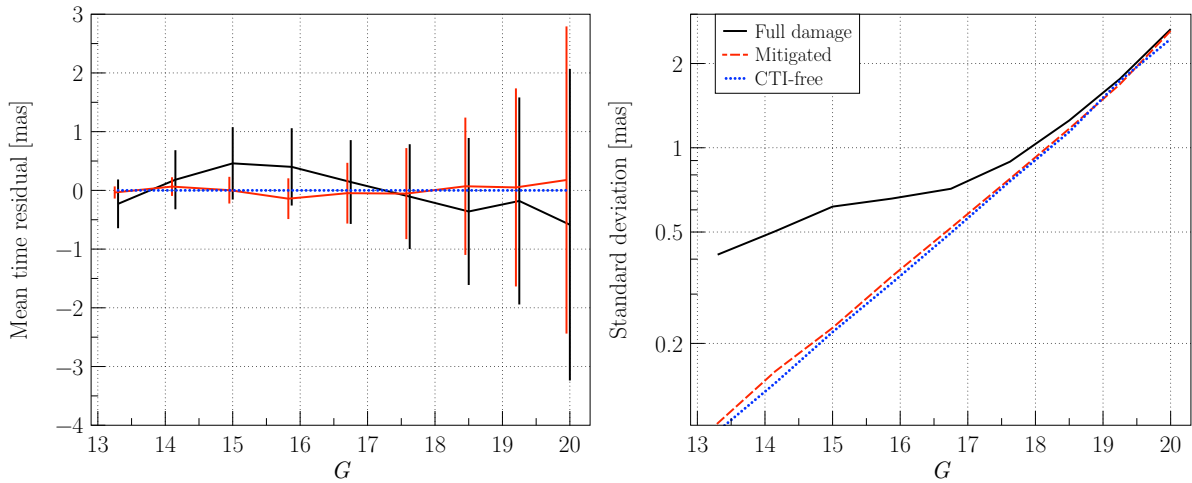 3
2
1
0
−1
−2
−3
−4
Mean time residual [mas]
13 14 15 16 17 18 19 20
G
Full damage
Mitigated
CTI-free
2
1
0.5
0.2
Standard deviation [mas]
13 14 15 16 17 18 19 20
G